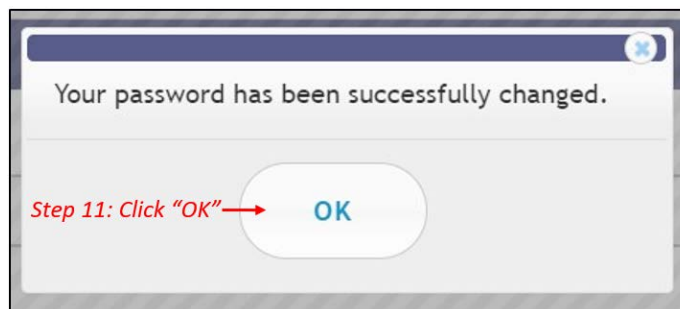 Your password has been successfully changed.
Step 11: Click “OK”
OK